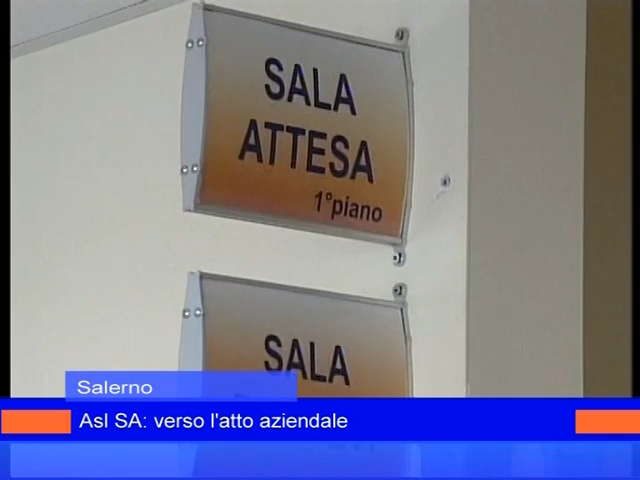 SALA
ATTESA
1°piano
SALA
Salerno
Asl SA: verso l'atto aziendale